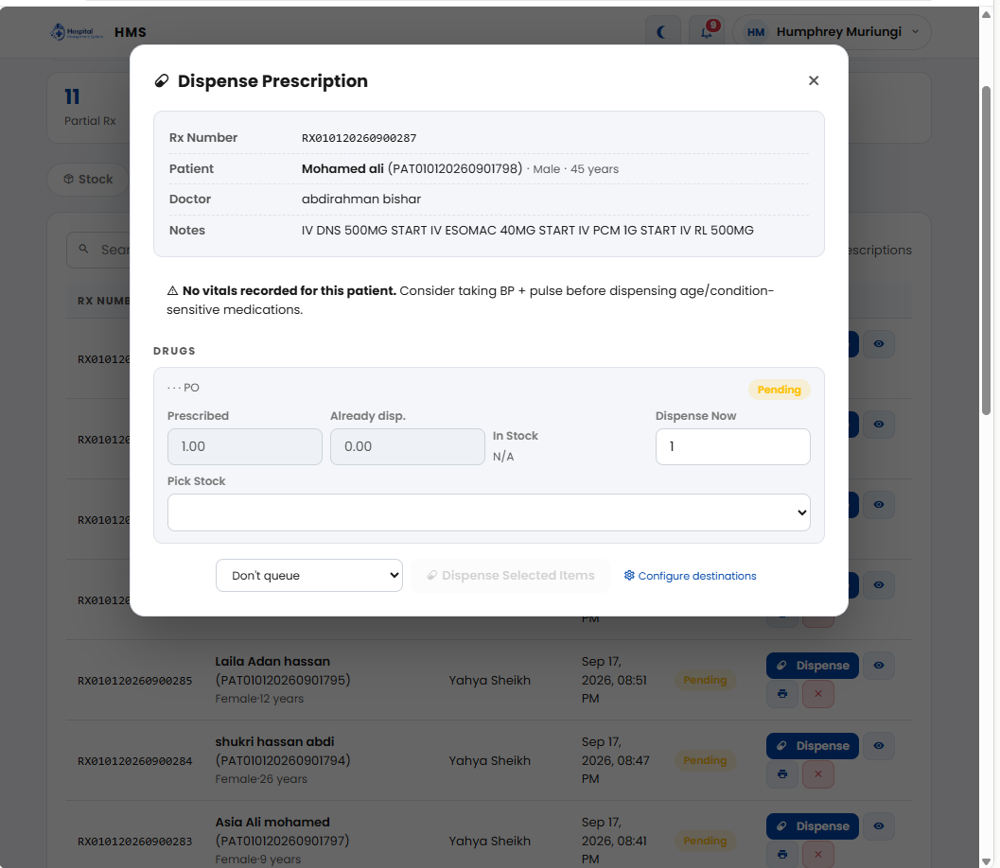 Hospital
HMS
9
HM
Humphrey Muriungi
11
Partial Rx
Stock
Sear
escriptions
RX NUMB
RX010120
RX010120
RX010120
RX010120
Dispense Prescription
Rx Number RX010120260900287
Patient Mohamed ali (PAT010120260901798) · Male · 45 years
Doctor abdirahman bishar
Notes IV DNS 500MG START IV ESOMAC 40MG START IV PCM 1G START IV RL 500MG
⚠ No vitals recorded for this patient. Consider taking BP + pulse before dispensing age/condition-
sensitive medications.
DRUGS
· · · PO
Pending
Prescribed Already disp. Dispense Now
In Stock
1.00 0.00 N/A 1
Pick Stock
Don't queue Dispense Selected Items Configure destinations
PM
RX010120260900285
Laila Adan hassan
(PAT010120260901795)
Female·12 years
Yahya Sheikh
Sep 17,
2026, 08:51
PM
Pending
Dispense
RX010120260900284
shukri hassan abdi
(PAT010120260901794)
Female·26 years
Yahya Sheikh
Sep 17,
2026, 08:47
PM
Pending
Dispense
RX010120260900283
Asia Ali mohamed
(PAT010120260901797)
Female·9 years
Yahya Sheikh
Sep 17,
2026, 08:41
PM
Pending
Dispense